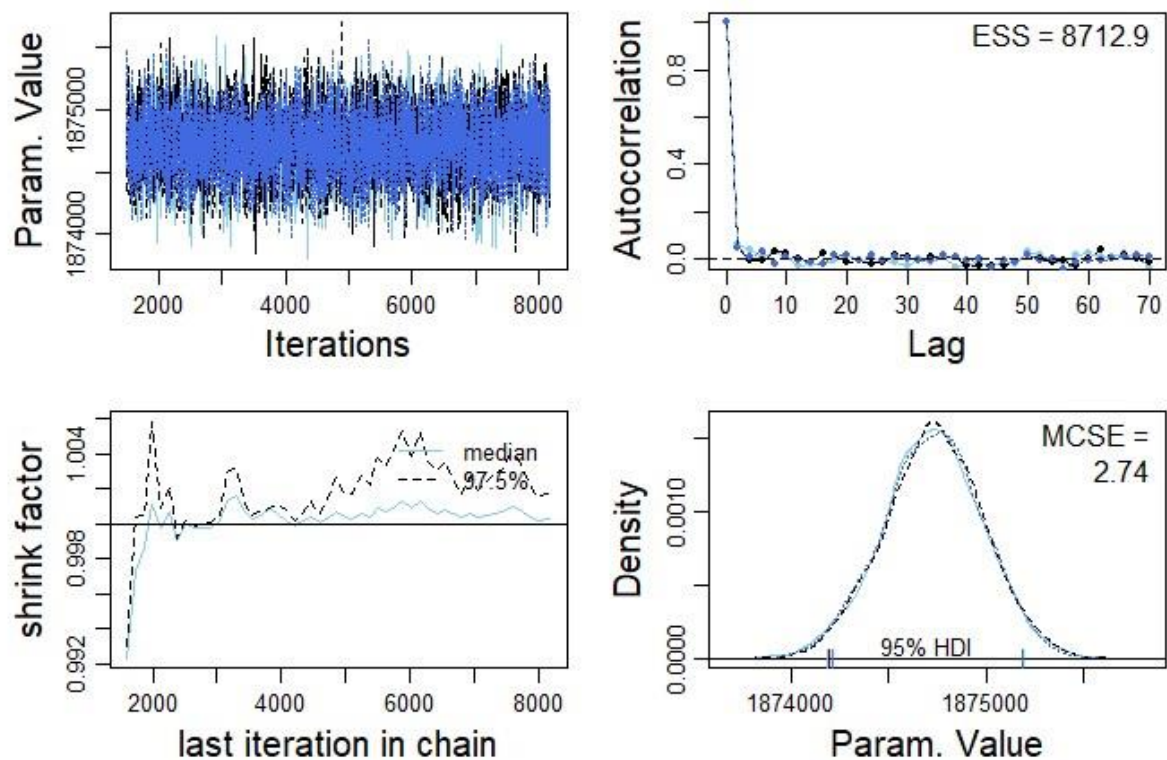 Param. Value
1874000
1875000
2000
4000
6000
8000
Iterations
Autocorrelation
0.0
0.4
0.8
ESS = 8712.9
0
10
20
30
40
50
60
70
Lag
shrink factor
0.992
0.998
1.004
median
97.5%
2000
4000
6000
8000
last iteration in chain
Density
0.0000
0.0010
MCSE =
2.74
95% HDI
1874000
1875000
Param. Value